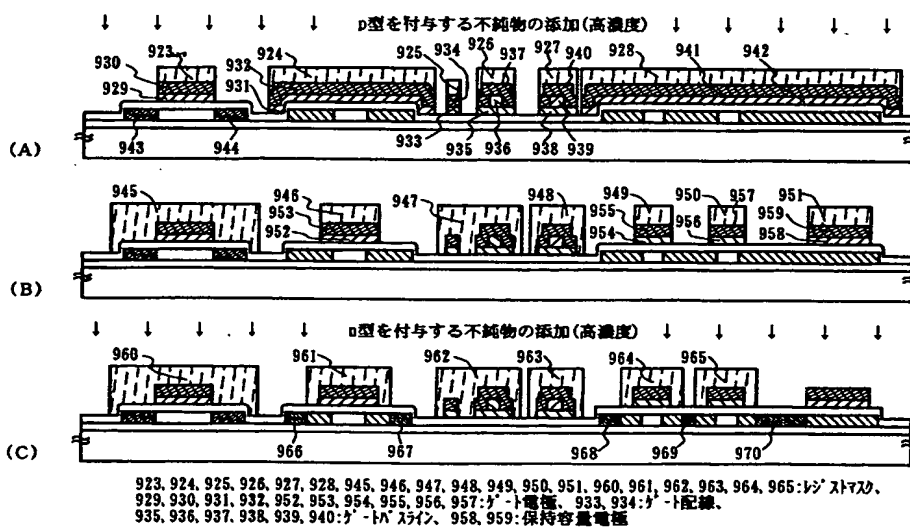 p型を付与する不純物の添加(高濃度)
923 924 925 934 926 937 927 940 928 941 942
930 932
929 931
943 944 933 935 936 938 939
(A)
945 946 947 948 949 950 957 951
953 955 956 959
952 954 958
(B)
n型を付与する不純物の添加(高濃度)
960 961 962 963 964 965
966 967 968 969 970
(C)
923、924、925、926、927、928、945、946、947、948、949、950、951、960、961、962、963、964、965:レジストマスク、
929、930、931、932、952、953、954、955、956、957:ゲート電極、 933、934:ゲート配線、
935、936、937、938、939、940:ゲートバスライン、 958、959:保持容量電極